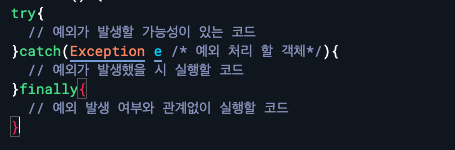 try{
// 예외가 발생할 가능성이 있는 코드
}catch(Exception e /* 예외 처리 할 객체*/){
// 예외가 발생했을 시 실행할 코드
}finally{
// 예외 발생 여부와 관계없이 실행할 코드
}